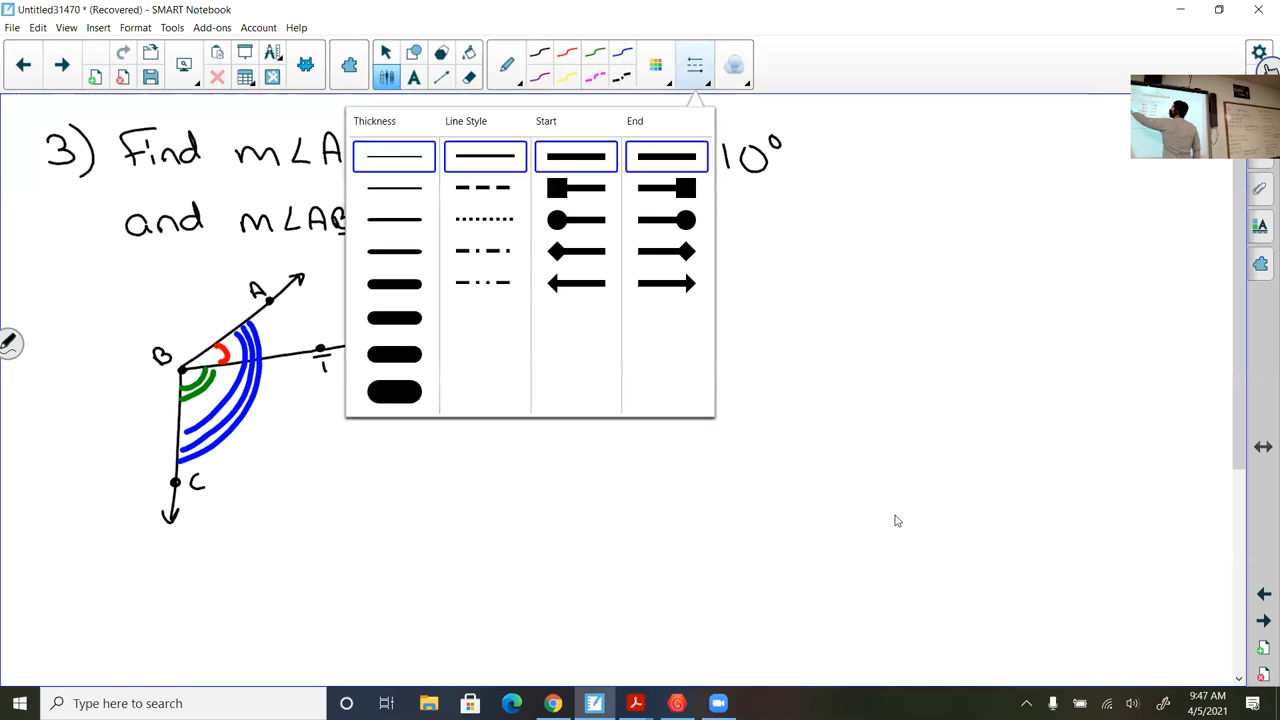 Untitled31470 * (Recovered) - SMART Notebook
File Edit View Insert Format Tools Add-ons Account Help
Thickness Line Style Start End
3) Find m∠A 10°
and m∠AB
A
B
1
C
Type here to search
9:47 AM
4/5/2021